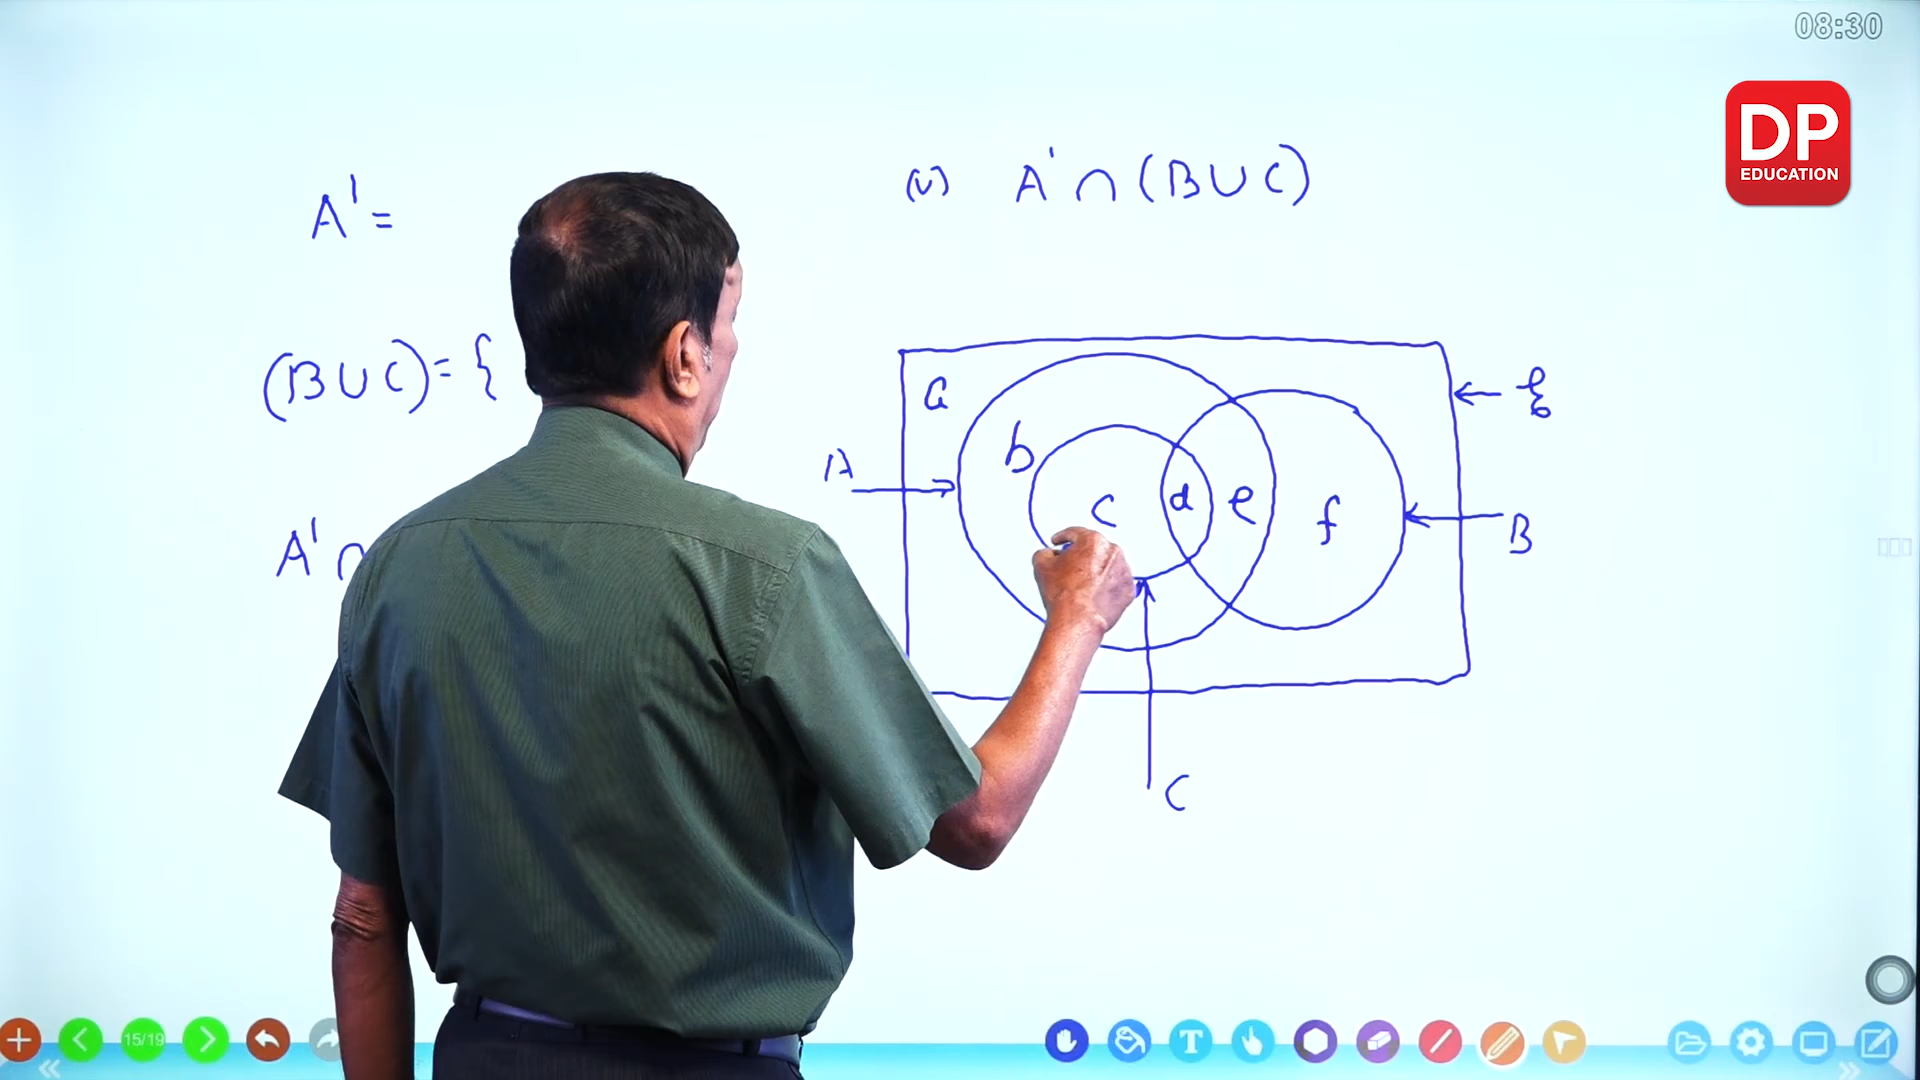 08:30
DP
EDUCATION
(v) A' ∩ (B ∪ C)
A' =
(B ∪ C) = {
A' ∩
a
b
c
d
e
f
A
B
C
ξ
15/19
T